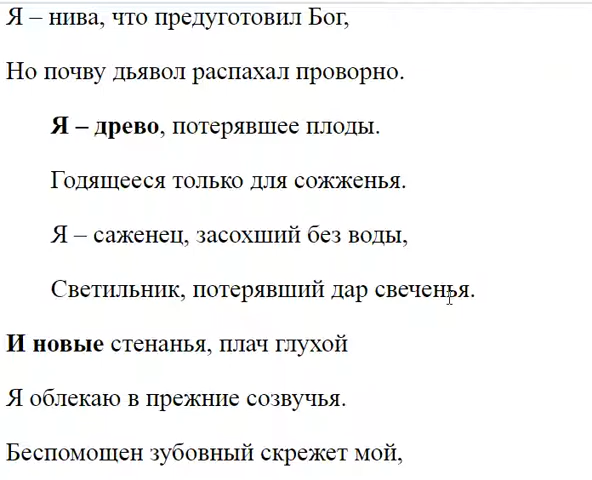 Я – нива, что предуготовил Бог,
Но почву дьявол распахал проворно.
Я – древо, потерявшее плоды.
Годящееся только для сожженья.
Я – саженец, засохший без воды,
Светильник, потерявший дар свеченья.
И новые стенанья, плач глухой
Я облекаю в прежние созвучья.
Беспомощен зубовный скрежет мой,